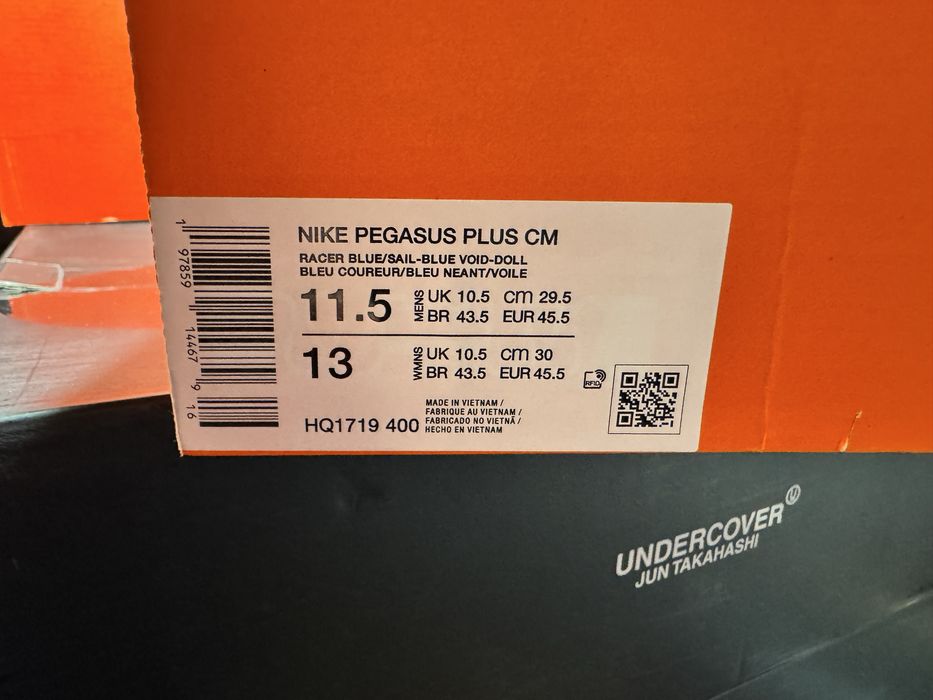 NIKE PEGASUS PLUS CM
RACER BLUE/SAIL-BLUE VOID-DOLL
BLEU COUREUR/BLEU NEANT/VOILE
11.5 MENS UK 10.5 CM 29.5
BR 43.5 EUR 45.5
13 WMNS UK 10.5 CM 30
BR 43.5 EUR 45.5
RFID
HQ1719 400
MADE IN VIETNAM /
FABRIQUE AU VIETNAM /
FABRICADO NO VIETNÃ /
HECHO EN VIETNAM
1 97859 14467 9 16
UNDERCOVER U
JUN TAKAHASHI